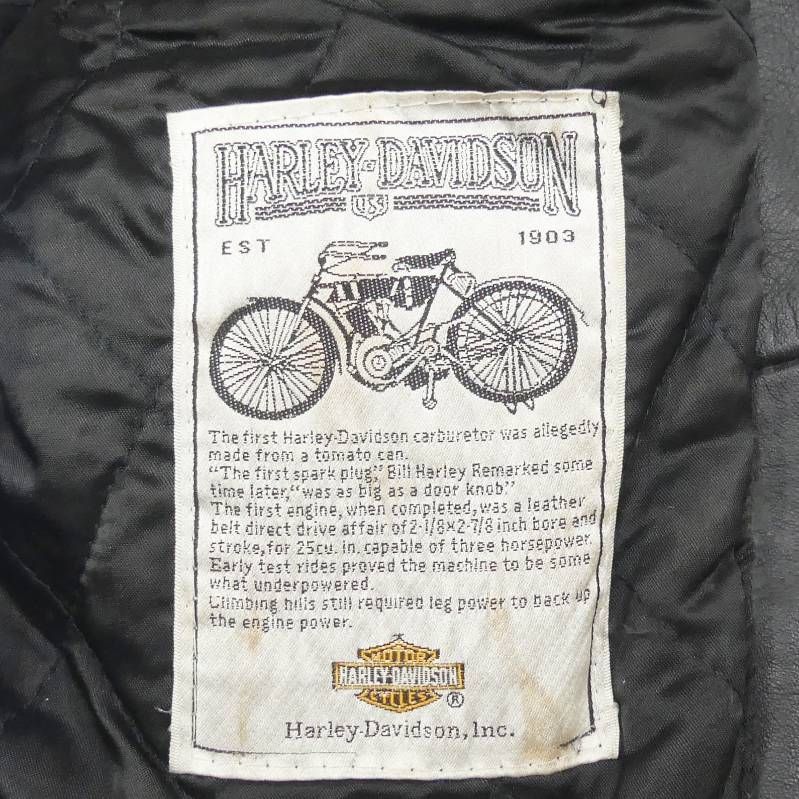 HARLEY-DAVIDSON
USA
EST 1903
The first Harley-Davidson carburetor was allegedly
made from a tomato can.
"The first spark plug," Bill Harley Remarked some
time later, "was as big as a door knob."
The first engine, when completed, was a leather
belt direct drive affair of 2-1/8×2-7/8 inch bore and
stroke, for 25cu. in. capable of three horsepower.
Early test rides proved the machine to be some
what underpowered.
Climbing hills still required leg power to back up
the engine power.
MOTOR
HARLEY-DAVIDSON
CYCLES
®
Harley-Davidson, Inc.